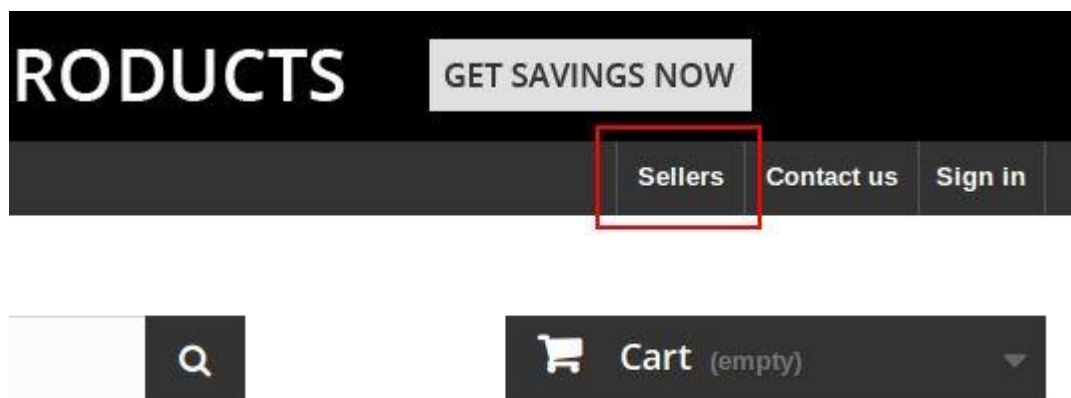 RODUCTS GET SAVINGS NOW
Sellers Contact us Sign in
Cart (empty)